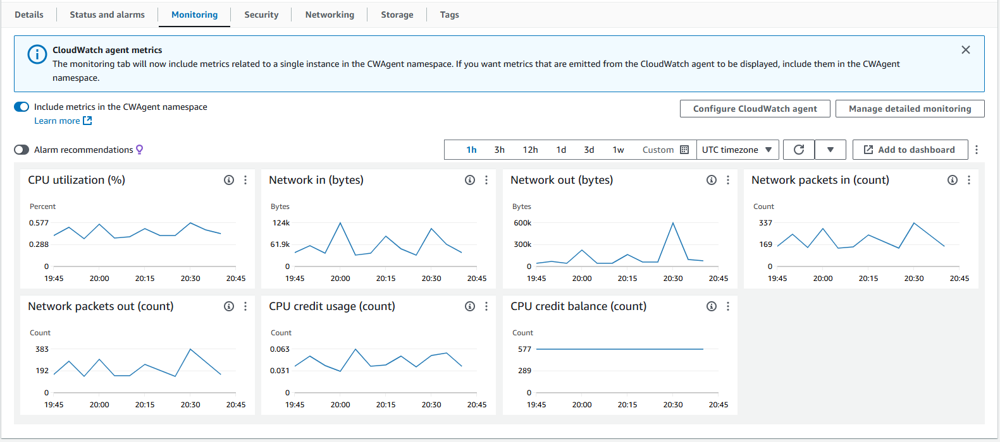 Details Status and alarms Monitoring Security Networking Storage Tags
CloudWatch agent metrics
The monitoring tab will now include metrics related to a single instance in the CWAgent namespace. If you want metrics that are emitted from the CloudWatch agent to be displayed, include them in the CWAgent
namespace.
Include metrics in the CWAgent namespace
Learn more
Configure CloudWatch agent Manage detailed monitoring
Alarm recommendations
1h 3h 12h 1d 3d 1w Custom UTC timezone Add to dashboard
CPU utilization (%)
Percent
0.577
0.288
0
19:45 20:00 20:15 20:30 20:45
Network in (bytes)
Bytes
124k
61.9k
0
19:45 20:00 20:15 20:30 20:45
Network out (bytes)
Bytes
600k
300k
0
19:45 20:00 20:15 20:30 20:45
Network packets in (count)
Count
337
169
0
19:45 20:00 20:15 20:30 20:45
Network packets out (count)
Count
383
192
0
19:45 20:00 20:15 20:30 20:45
CPU credit usage (count)
Count
0.063
0.031
0
19:45 20:00 20:15 20:30 20:45
CPU credit balance (count)
Count
577
289
0
19:45 20:00 20:15 20:30 20:45